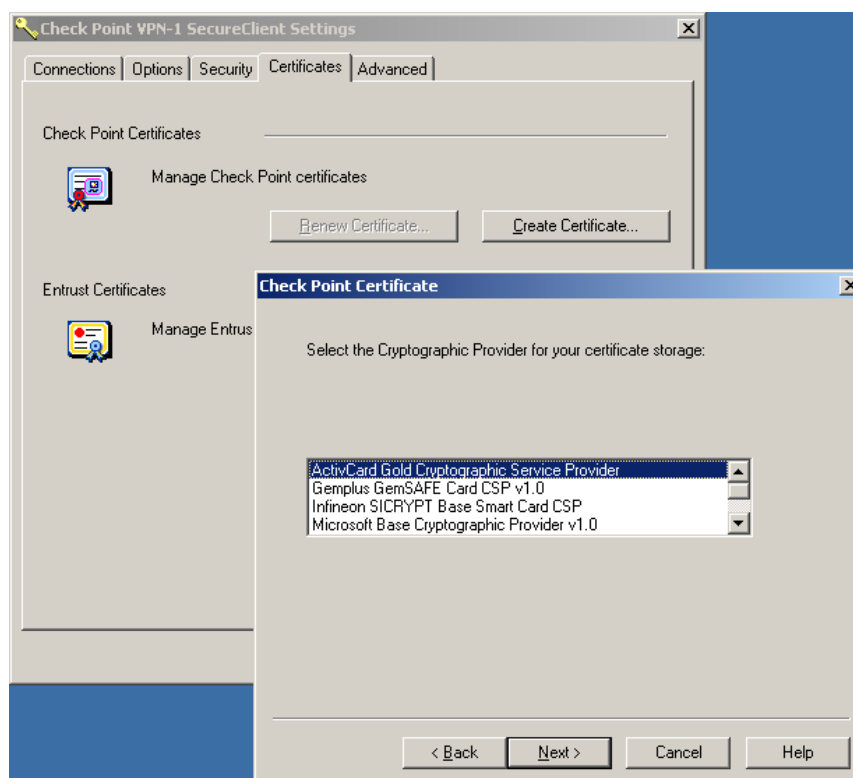 Check Point VPN-1 SecureClient Settings
Connections Options Security Certificates Advanced
Check Point Certificates
Manage Check Point certificates
Renew Certificate... Create Certificate...
Entrust Certificates
Manage Entrus
Check Point Certificate
Select the Cryptographic Provider for your certificate storage:
ActivCard Gold Cryptographic Service Provider
Gemplus GemSAFE Card CSP v1.0
Infineon SICRYPT Base Smart Card CSP
Microsoft Base Cryptographic Provider v1.0
< Back Next > Cancel Help